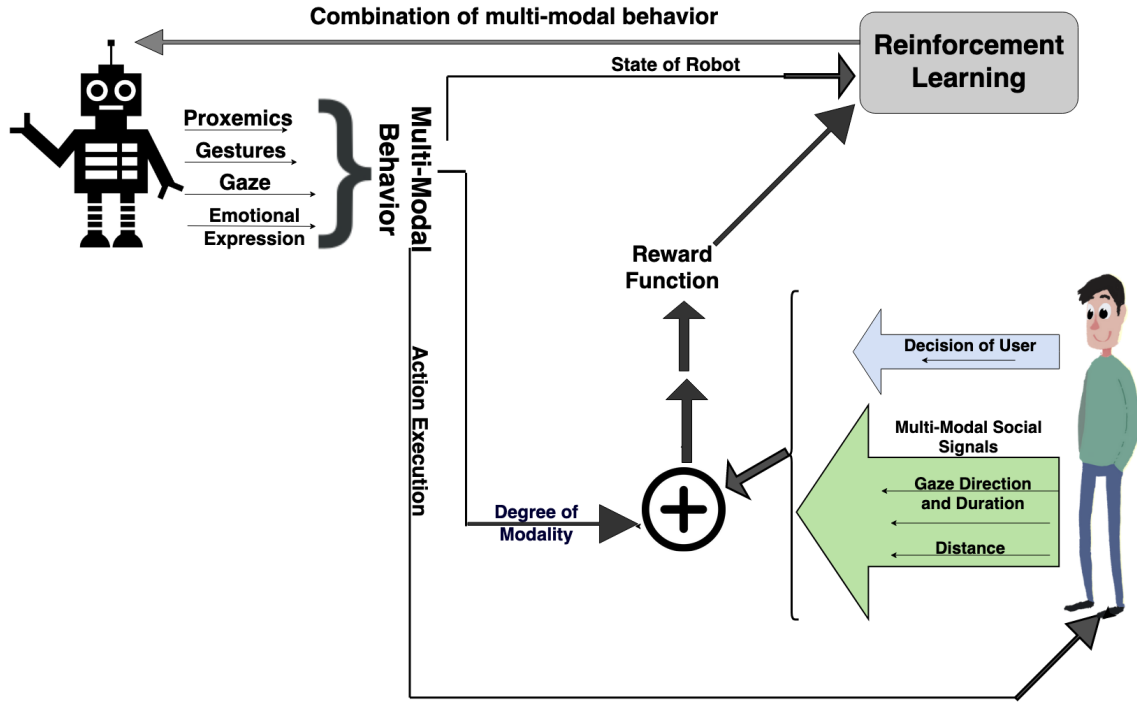 Combination of multi-modal behavior
Reinforcement
Learning
State of Robot
Proxemics
Gestures
Gaze
Emotional
Expression
Multi-Modal
Behavior
Reward
Function
Action Execution
Decision of User
Multi-Modal Social
Signals
Gaze Direction
and Duration
Distance
Degree of
Modality